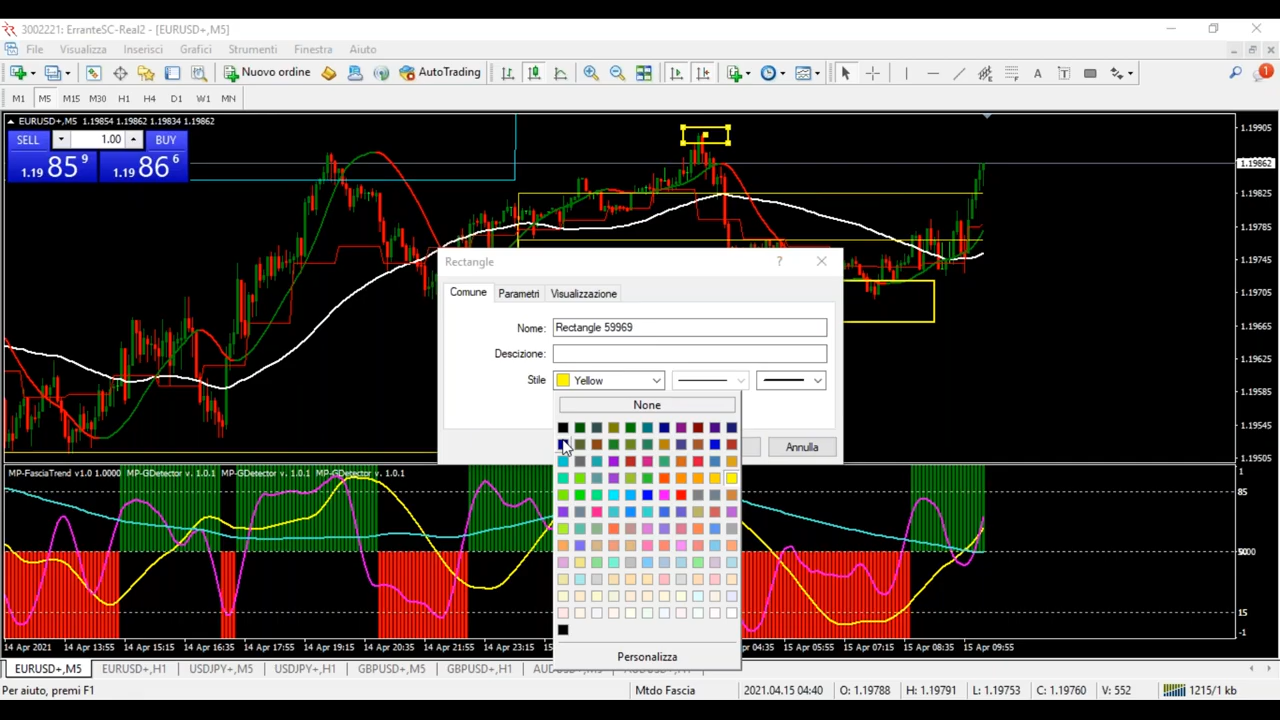 3002221: ErranteSC-Real2 - [EURUSD+,M5]
File Visualizza Inserisci Grafici Strumenti Finestra Aiuto
Nuovo ordine AutoTrading A T 1
M1 M5 M15 M30 H1 H4 D1 W1 MN
EURUSD+,M5 1.19854 1.19862 1.19834 1.19862
SELL 1.00 BUY
1.19 85 9 1.19 86 6
1.19905
1.19862
1.19825
1.19785
1.19745
1.19705
1.19665
1.19625
1.19585
1.19545
1.19505
Rectangle ?
Comune Parametri Visualizzazione
Nome: Rectangle 59969
Descizione:
Stile Yellow
None
Annulla
Personalizza
MP-FasciaTrend v1.0 1.0000 MP-GDetector v. 1.0.1 MP-GDetector v. 1.0.1 MP-GDetector v. 1.0.1
1
85
15
-1
14 Apr 2021 14 Apr 13:55 14 Apr 15:15 14 Apr 16:35 14 Apr 17:55 14 Apr 19:15 14 Apr 20:35 14 Apr 21:55 14 Apr 23:15 04:35 15 Apr 05:55 15 Apr 07:15 15 Apr 08:35 15 Apr 09:55
EURUSD+,M5 EURUSD+,H1 USDJPY+,M5 USDJPY+,H1 GBPUSD+,M5 GBPUSD+,H1
Per aiuto, premi F1 Mtdo Fascia 2021.04.15 04:40 O: 1.19788 H: 1.19791 L: 1.19753 C: 1.19760 V: 552 1215/1 kb